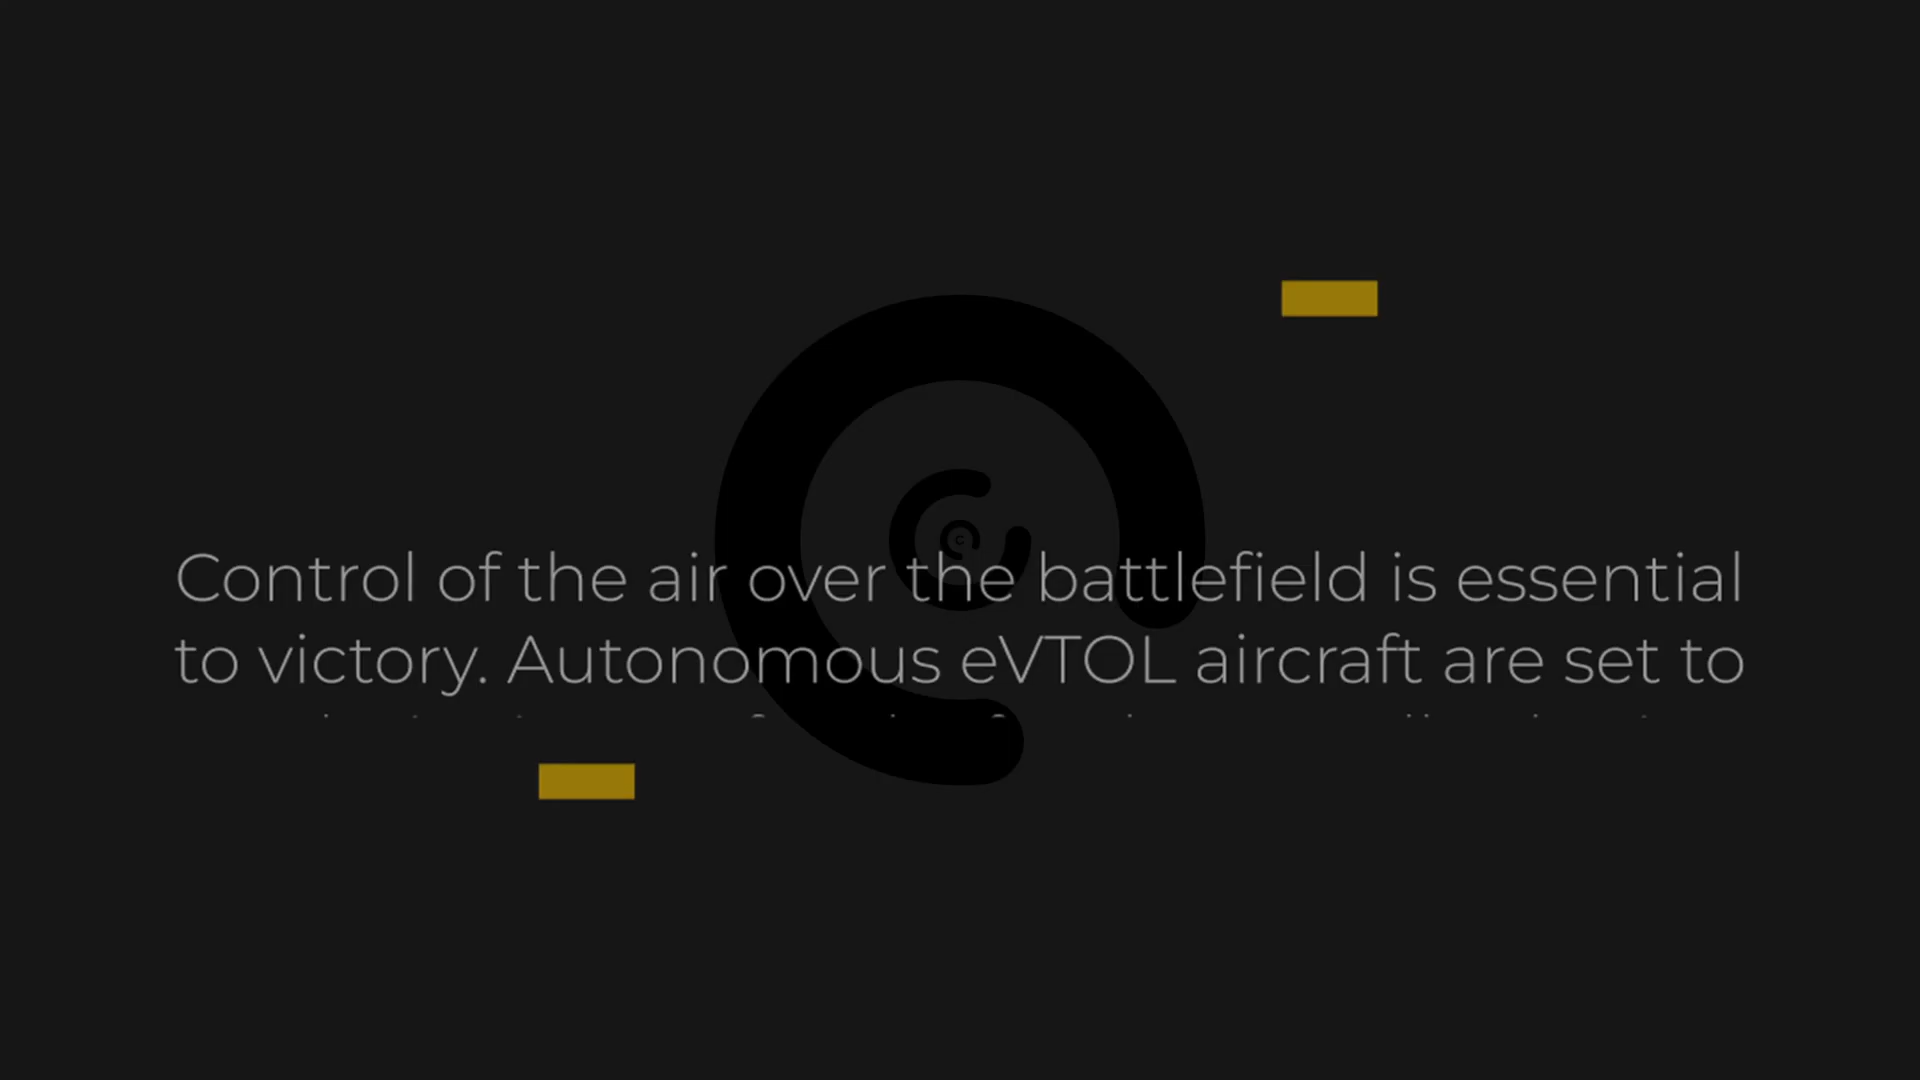 Control of the air over the battlefield is essential
to victory. Autonomous eVTOL aircraft are set to